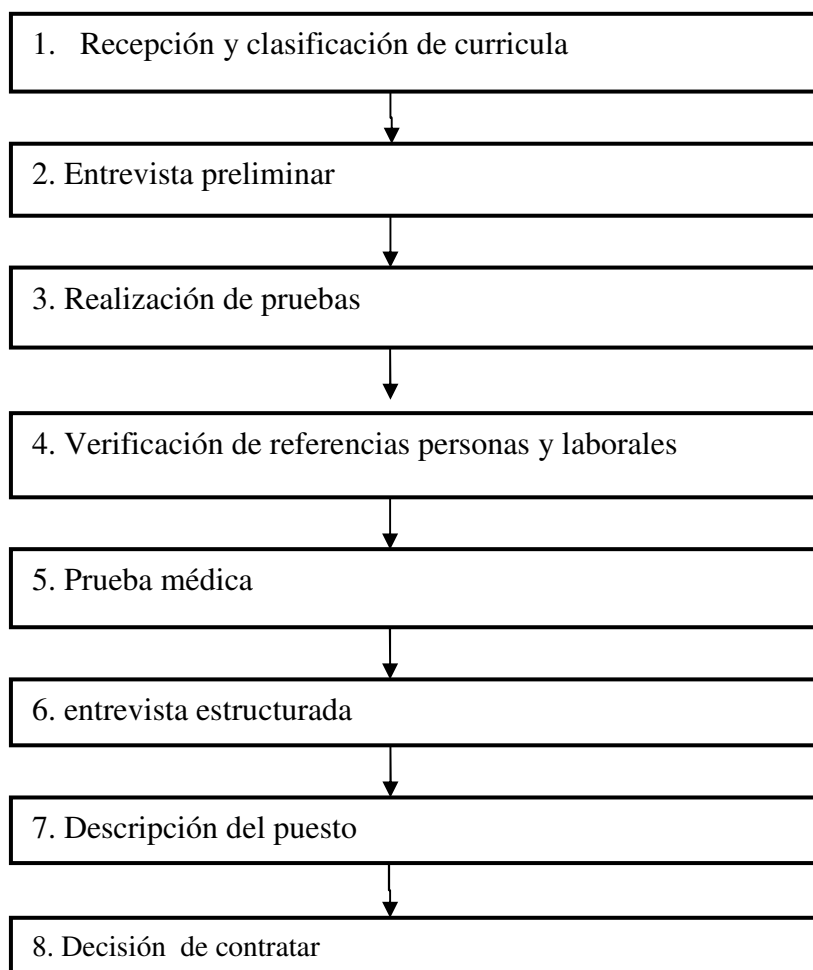 1. Recepción y clasificación de curricula
2. Entrevista preliminar
3. Realización de pruebas
4. Verificación de referencias personas y laborales
5. Prueba médica
6. entrevista estructurada
7. Descripción del puesto
8. Decisión de contratar